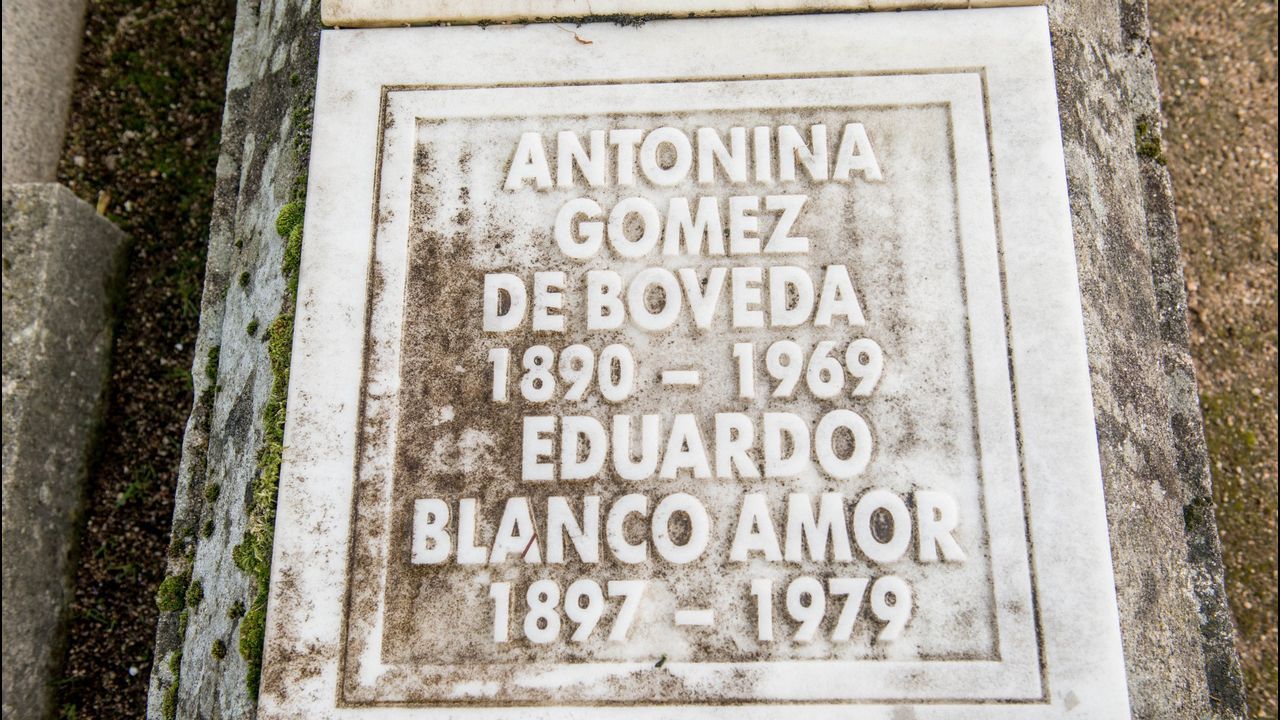 ANTONINA
GOMEZ
DE BOVEDA
1890 – 1969
EDUARDO
BLANCO AMOR
1897 – 1979